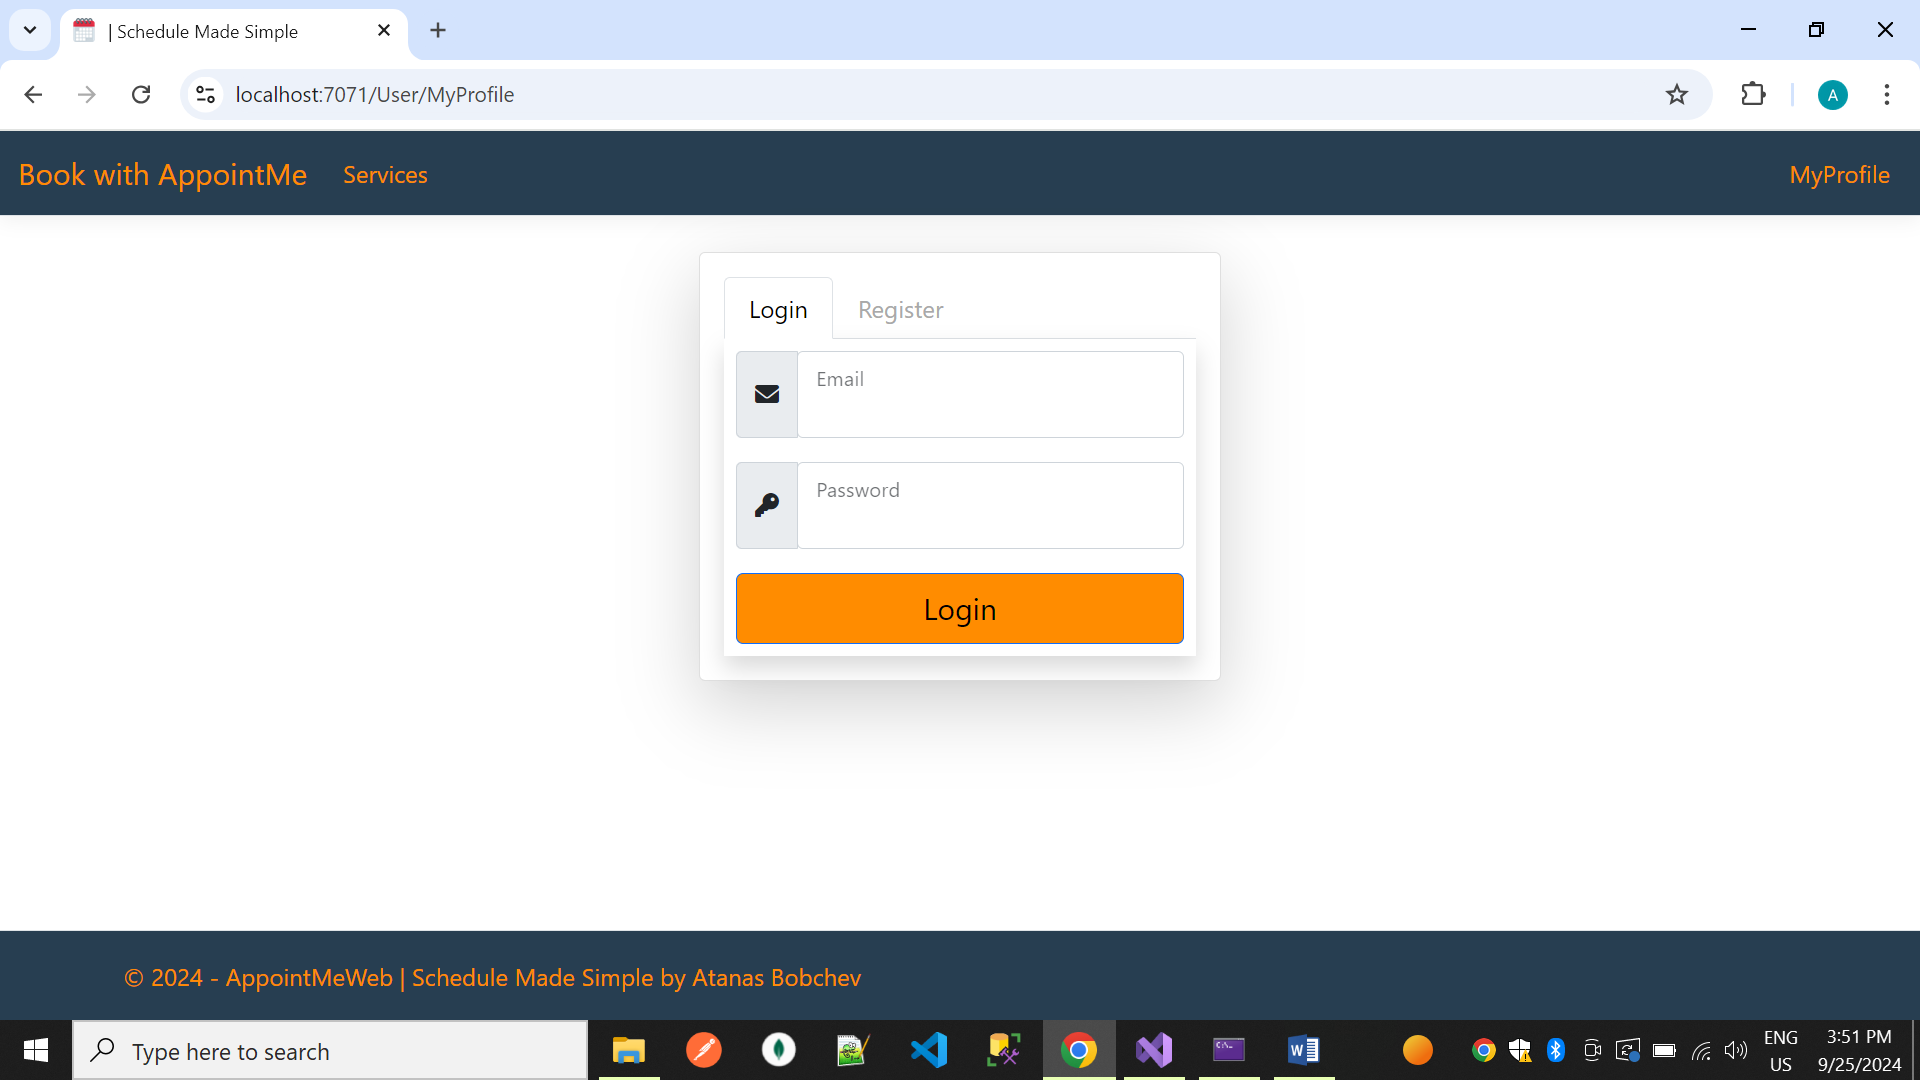 | Schedule Made Simple
localhost:7071/User/MyProfile
A
Book with AppointMe
Services
MyProfile
Login
Register
Email
Password
Login
© 2024 - AppointMeWeb | Schedule Made Simple by Atanas Bobchev
Type here to search
ENG
US
3:51 PM
9/25/2024